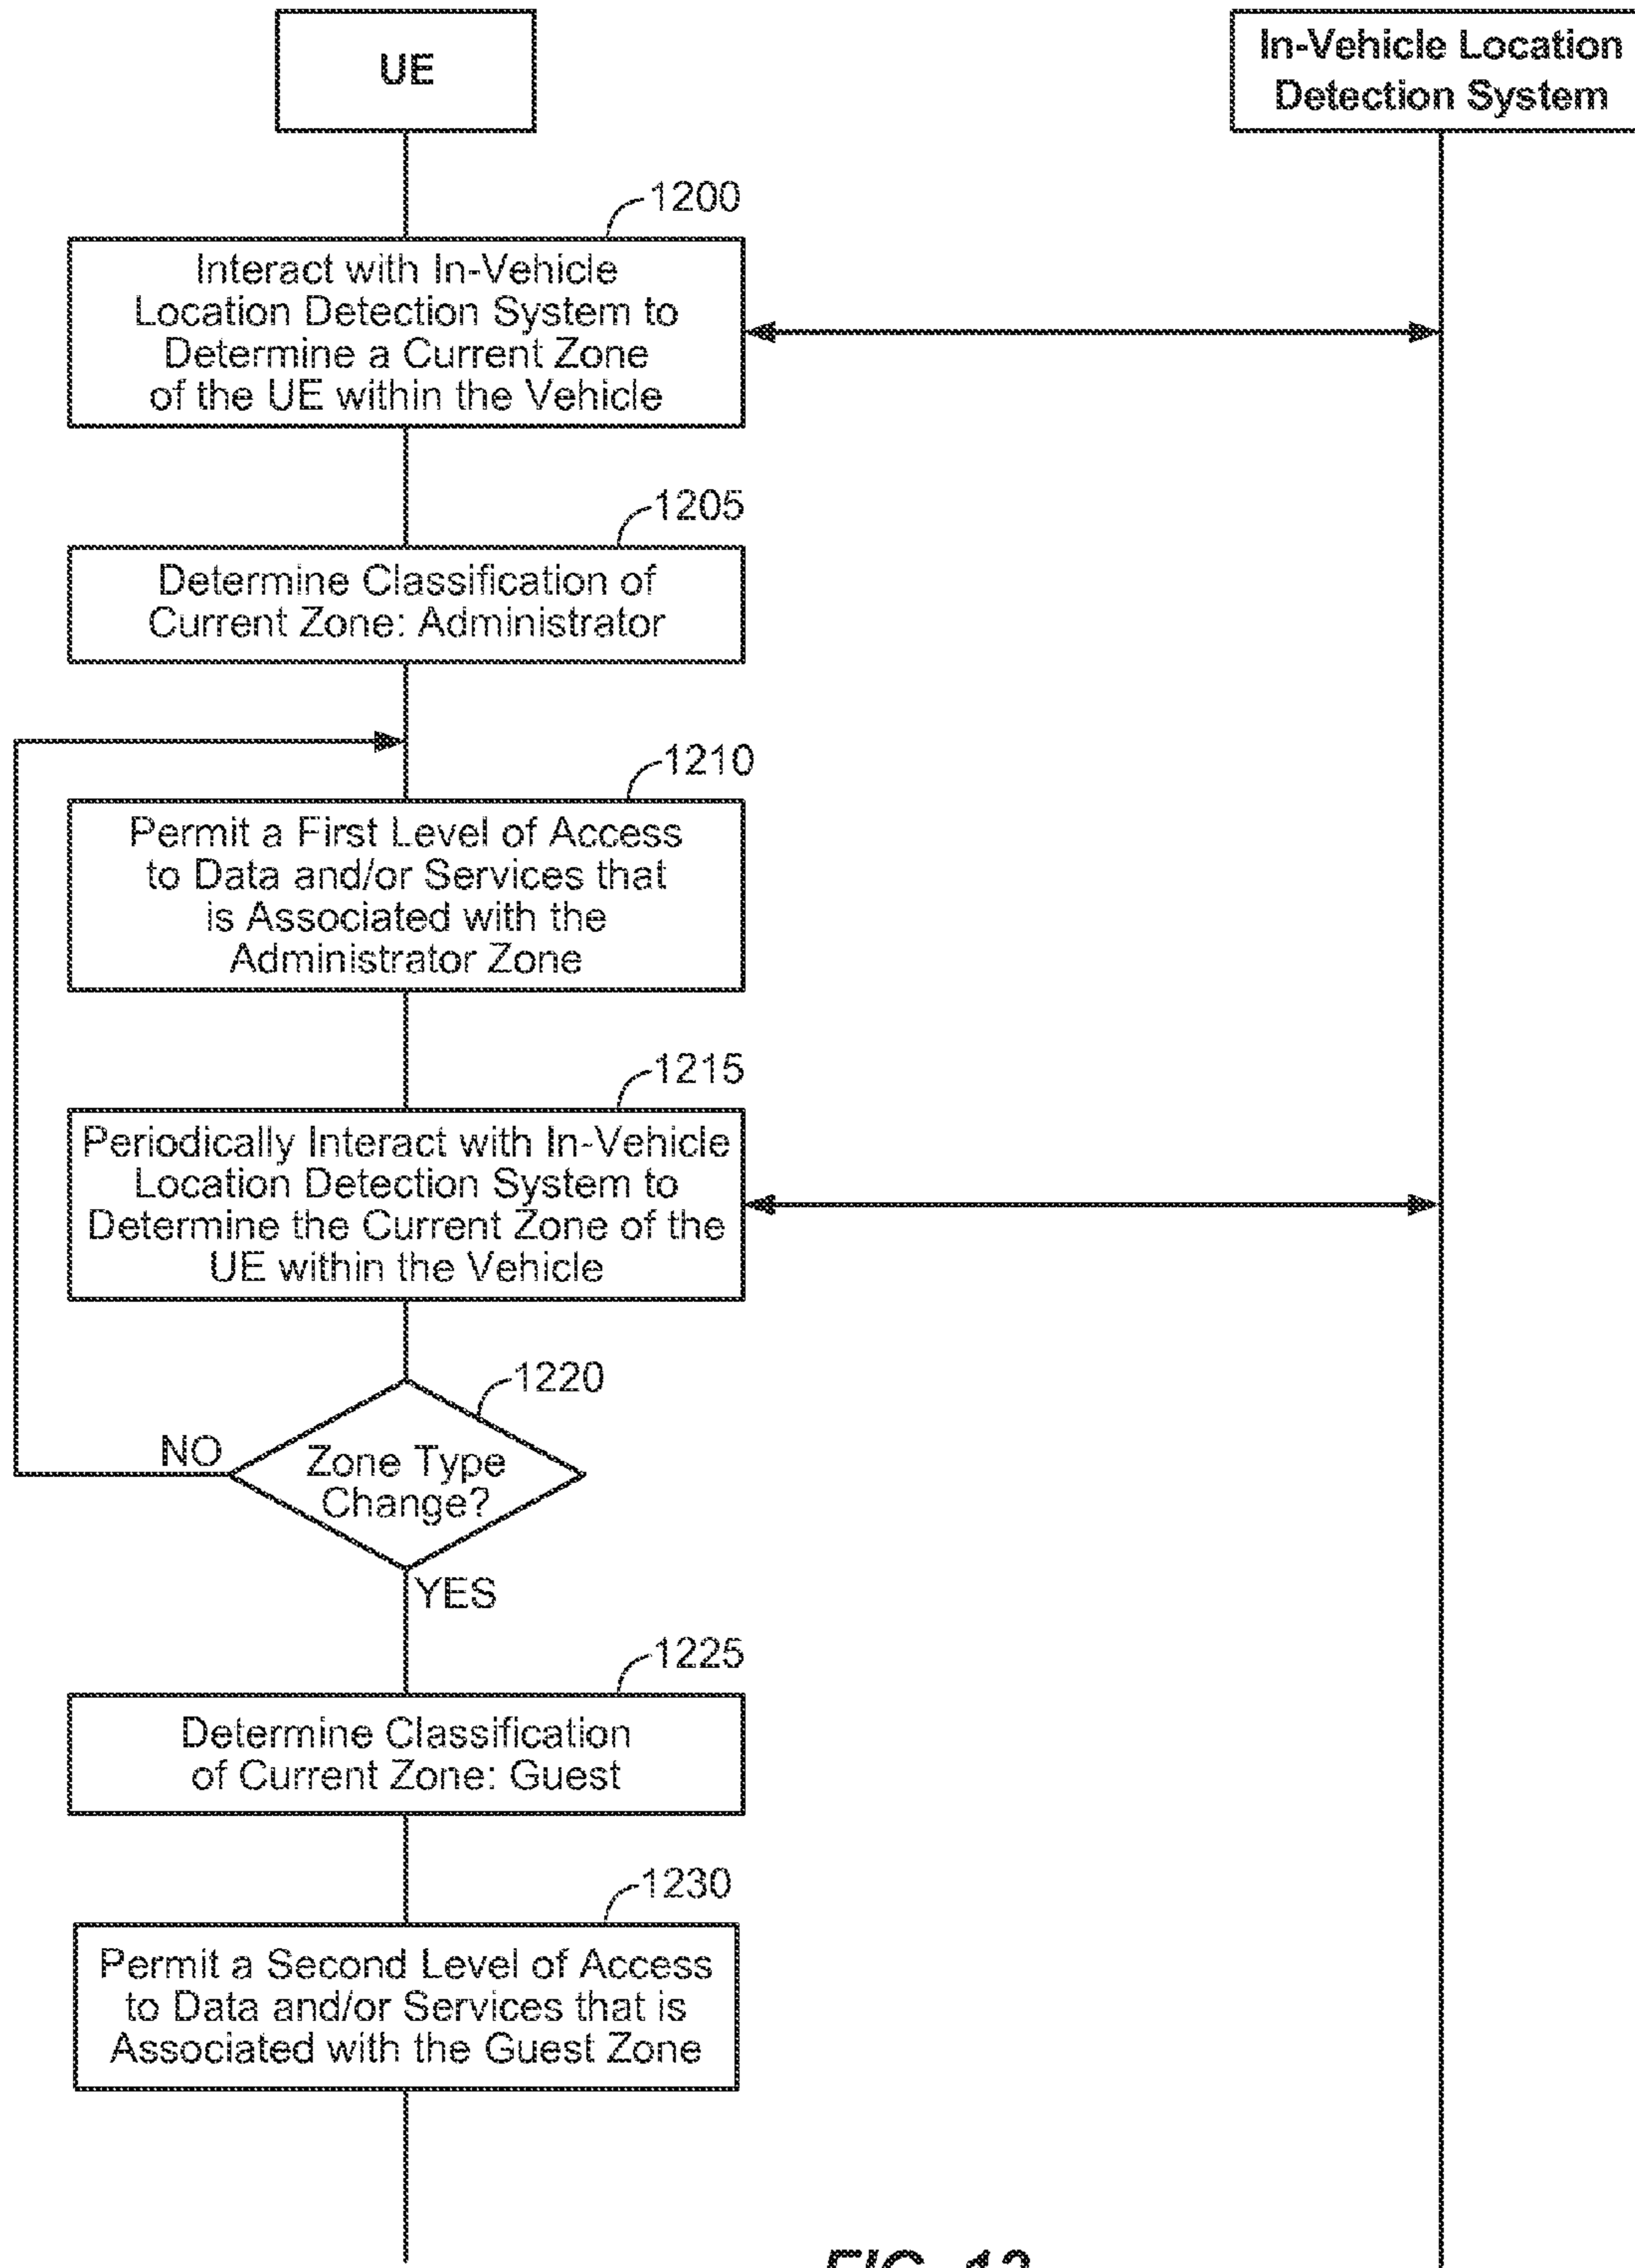 UE
In-Vehicle Location
Detection System
1200
Interact with In-Vehicle
Location Detection System to
Determine a Current Zone
of the UE within the Vehicle
1205
Determine Classification of
Current Zone: Administrator
1210
Permit a First Level of Access
to Data and/or Services that
is Associated with the
Administrator Zone
1215
Periodically Interact with In-Vehicle
Location Detection System to
Determine the Current Zone of the
UE within the Vehicle
1220
NO
Zone Type
Change?
YES
1225
Determine Classification
of Current Zone: Guest
1230
Permit a Second Level of Access
to Data and/or Services that is
Associated with the Guest Zone
FIG.